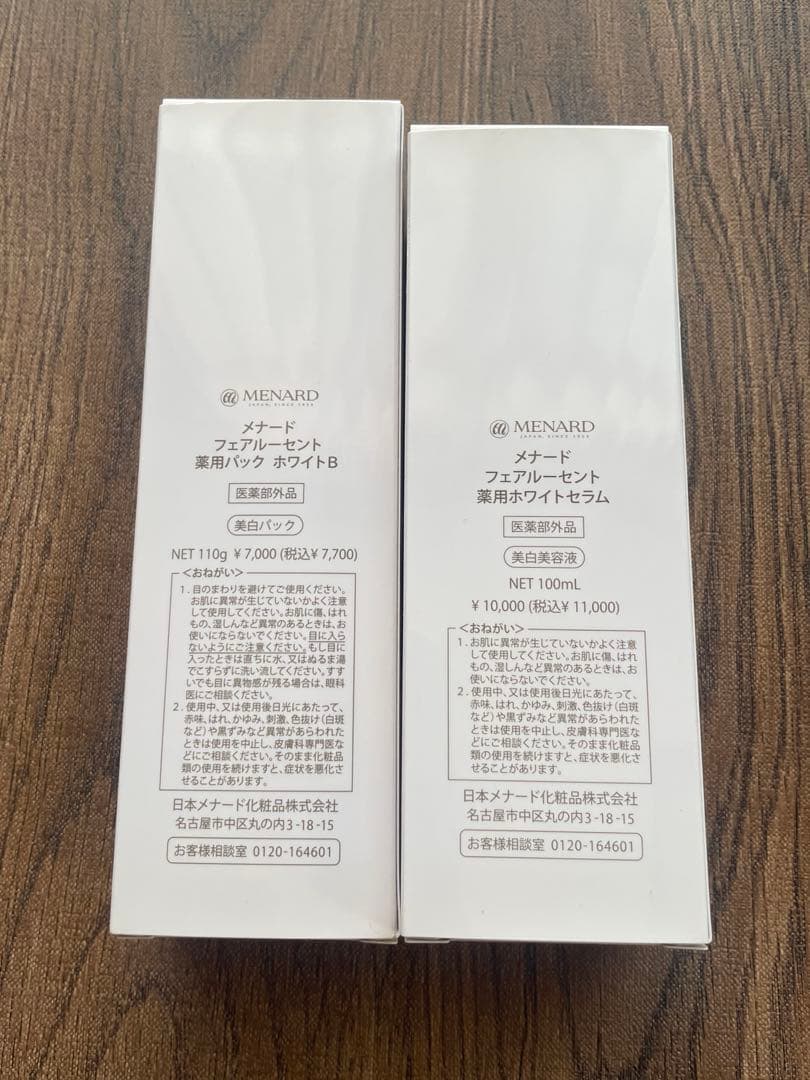 MENARD
JAPAN, SINCE 1959
メナード
フェアルーセント
薬用パック ホワイトB
医薬部外品
美白パック
NET 110g ¥ 7,000 (税込¥ 7,700)
<おねがい>
1. 目のまわりを避けてご使用ください。
お肌に異常が生じていないかよく注意
して使用してください。お肌に傷、はれ
もの、湿しんなど異常のあるときは、お
使いにならないでください。目に入ら
ないようにご注意ください。もし目に
入ったときは直ちに水、又はぬるま湯
でこすらずに洗い流してください。すす
いでも目に異物感が残る場合は、眼科
医にご相談ください。
2. 使用中、又は使用後日光にあたって、
赤味、はれ、かゆみ、刺激、色抜け(白斑
など)や黒ずみなど異常があらわれた
ときは使用を中止し、皮膚科専門医な
どにご相談ください。そのまま化粧品
類の使用を続けますと、症状を悪化さ
せることがあります。
日本メナード化粧品株式会社
名古屋市中区丸の内3-18-15
お客様相談室 0120-164601
MENARD
JAPAN, SINCE 1959
メナード
フェアルーセント
薬用ホワイトセラム
医薬部外品
美白美容液
NET 100mL
¥ 10,000 (税込¥ 11,000)
<おねがい>
1. お肌に異常が生じていないかよく注意
して使用してください。お肌に傷、はれ
もの、湿しんなど異常のあるときは、お
使いにならないでください。
2. 使用中、又は使用後日光にあたって、
赤味、はれ、かゆみ、刺激、色抜け(白斑
など)や黒ずみなど異常があらわれた
ときは使用を中止し、皮膚科専門医な
どにご相談ください。そのまま化粧品
類の使用を続けますと、症状を悪化さ
せることがあります。
日本メナード化粧品株式会社
名古屋市中区丸の内3-18-15
お客様相談室 0120-164601